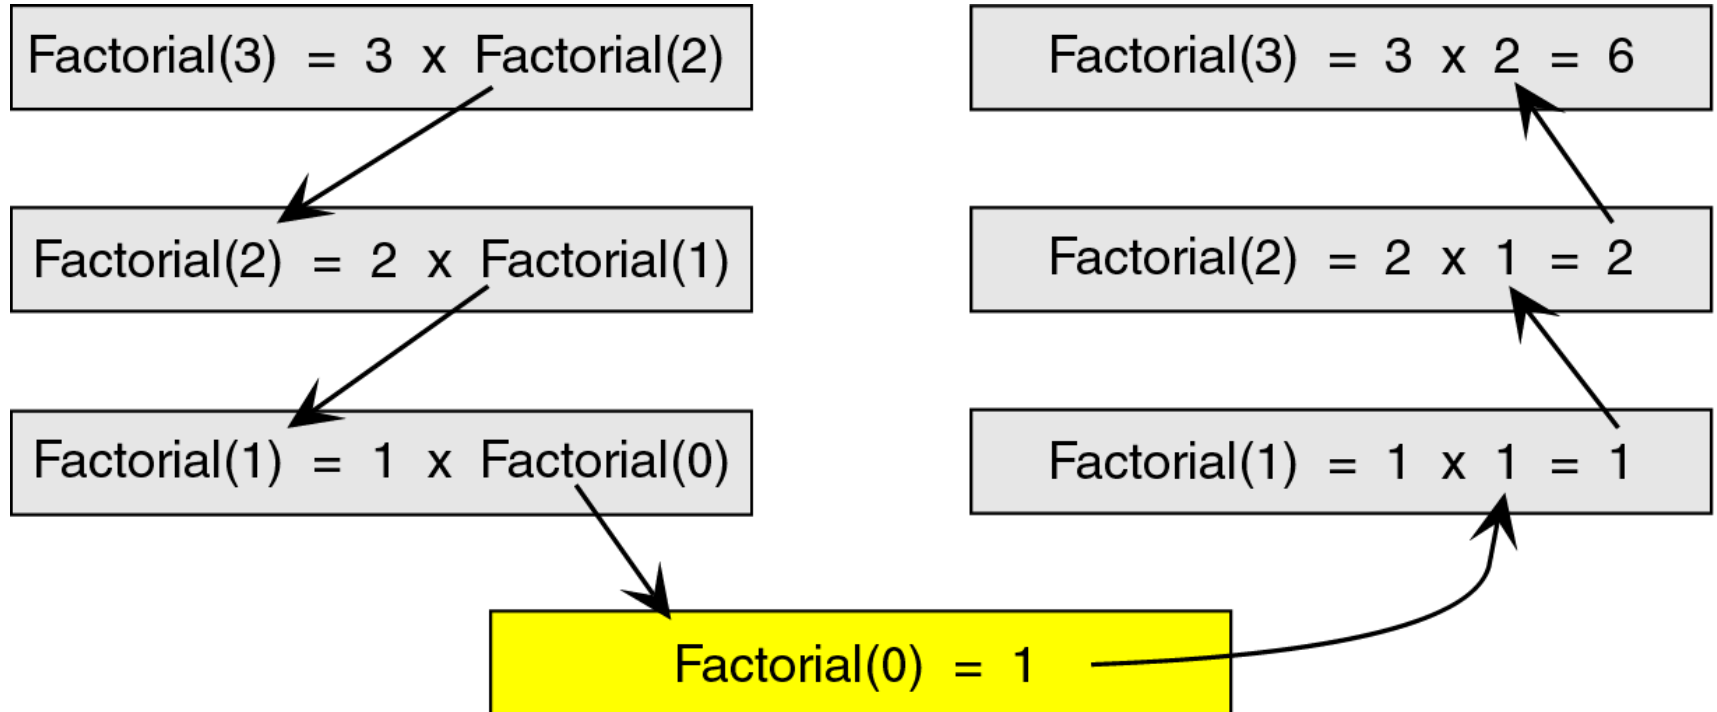 Factorial(3) = 3 x Factorial(2)
Factorial(2) = 2 x Factorial(1)
Factorial(1) = 1 x Factorial(0)
Factorial(0) = 1
Factorial(1) = 1 x 1 = 1
Factorial(2) = 2 x 1 = 2
Factorial(3) = 3 x 2 = 6